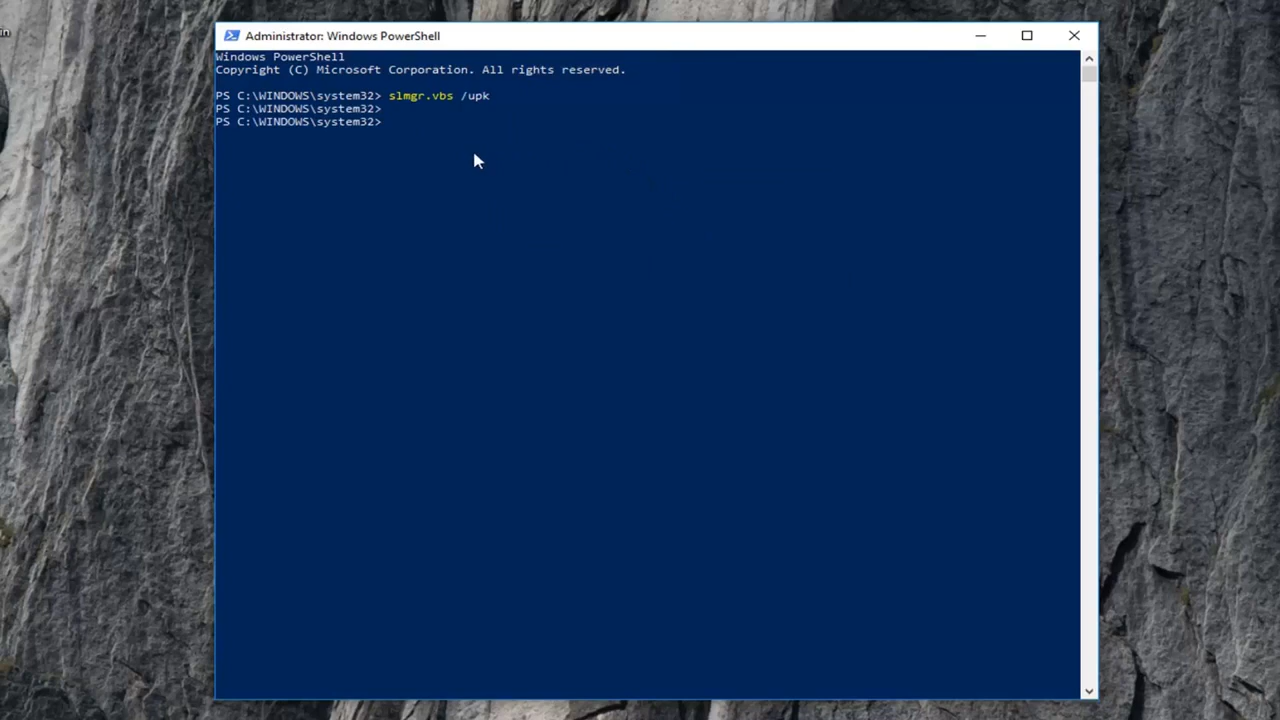 in
Administrator: Windows PowerShell
Windows PowerShell
Copyright (C) Microsoft Corporation. All rights reserved.
PS C:\WINDOWS\system32> slmgr.vbs /upk
PS C:\WINDOWS\system32>
PS C:\WINDOWS\system32>